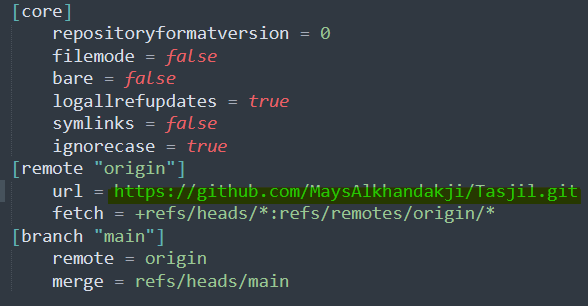 [core]
repositoryformatversion = 0
filemode = false
bare = false
logallrefupdates = true
symlinks = false
ignorecase = true
[remote "origin"]
url = https://github.com/MaysAlkhandakji/Tasjil.git
fetch = +refs/heads/*:refs/remotes/origin/*
[branch "main"]
remote = origin
merge = refs/heads/main